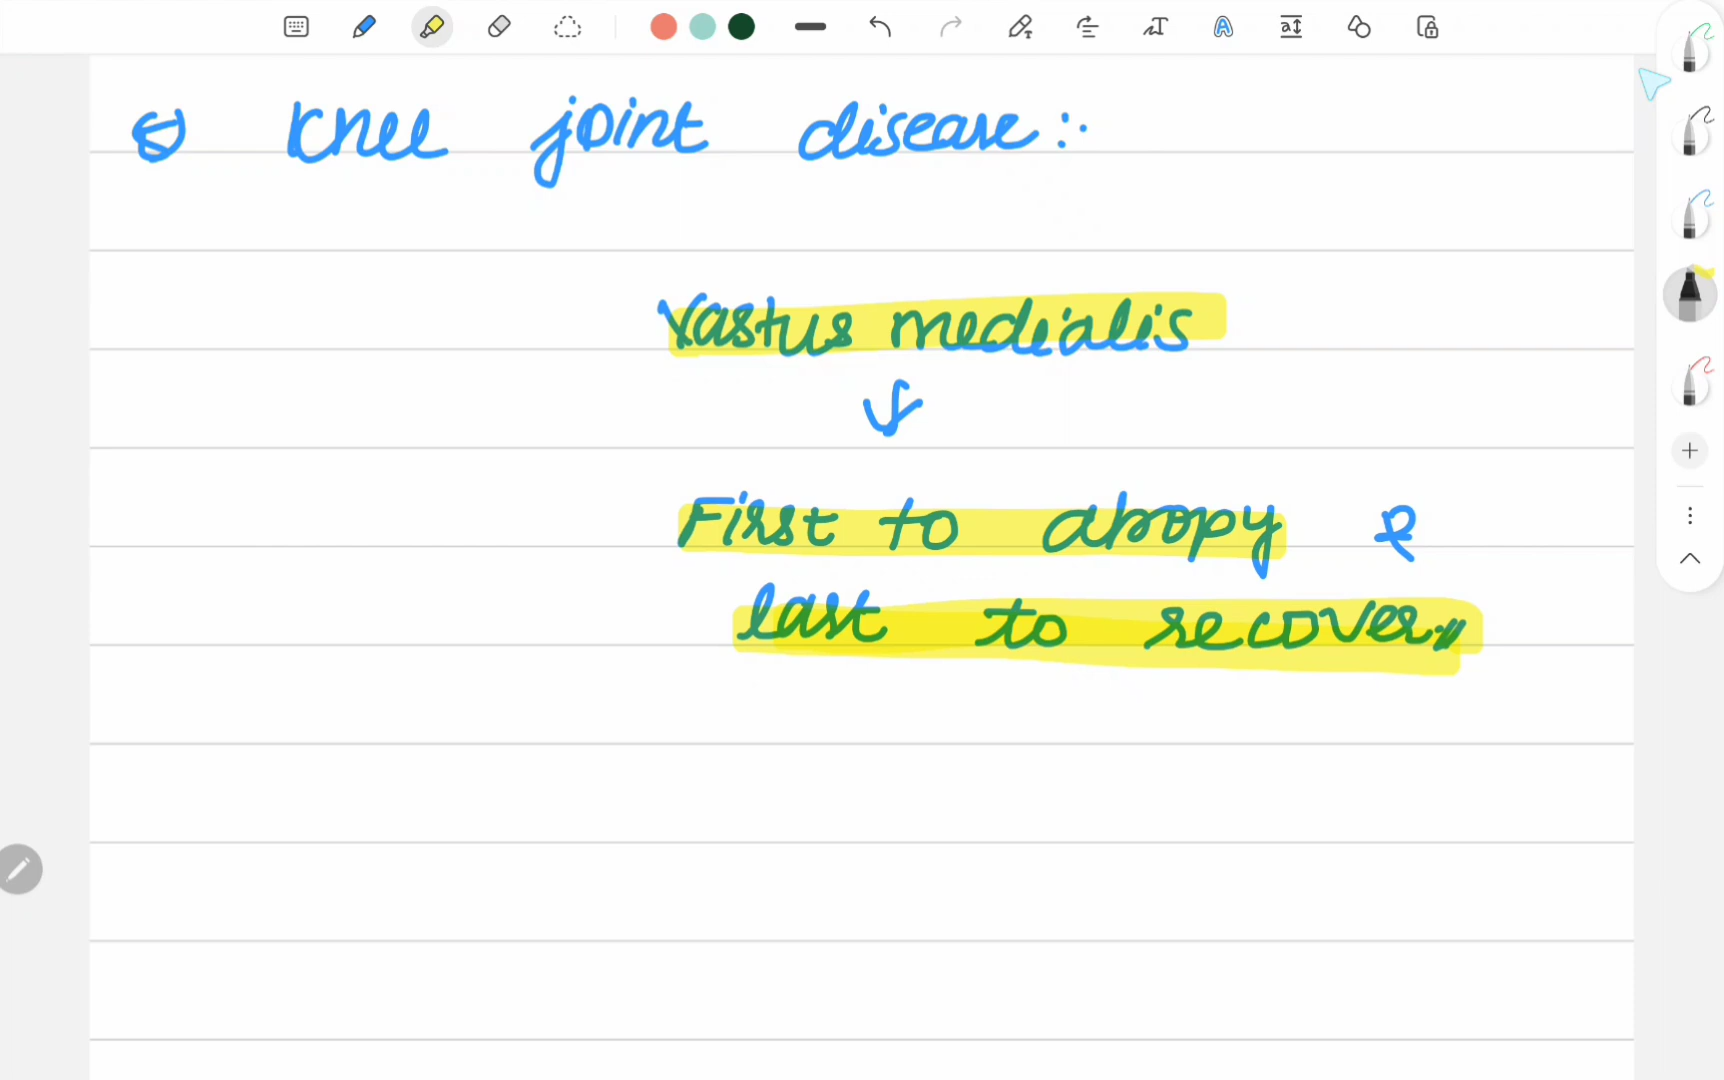 Knee joint disease :-
Vastus medialis
↓
First to atropy &
last to recover.,